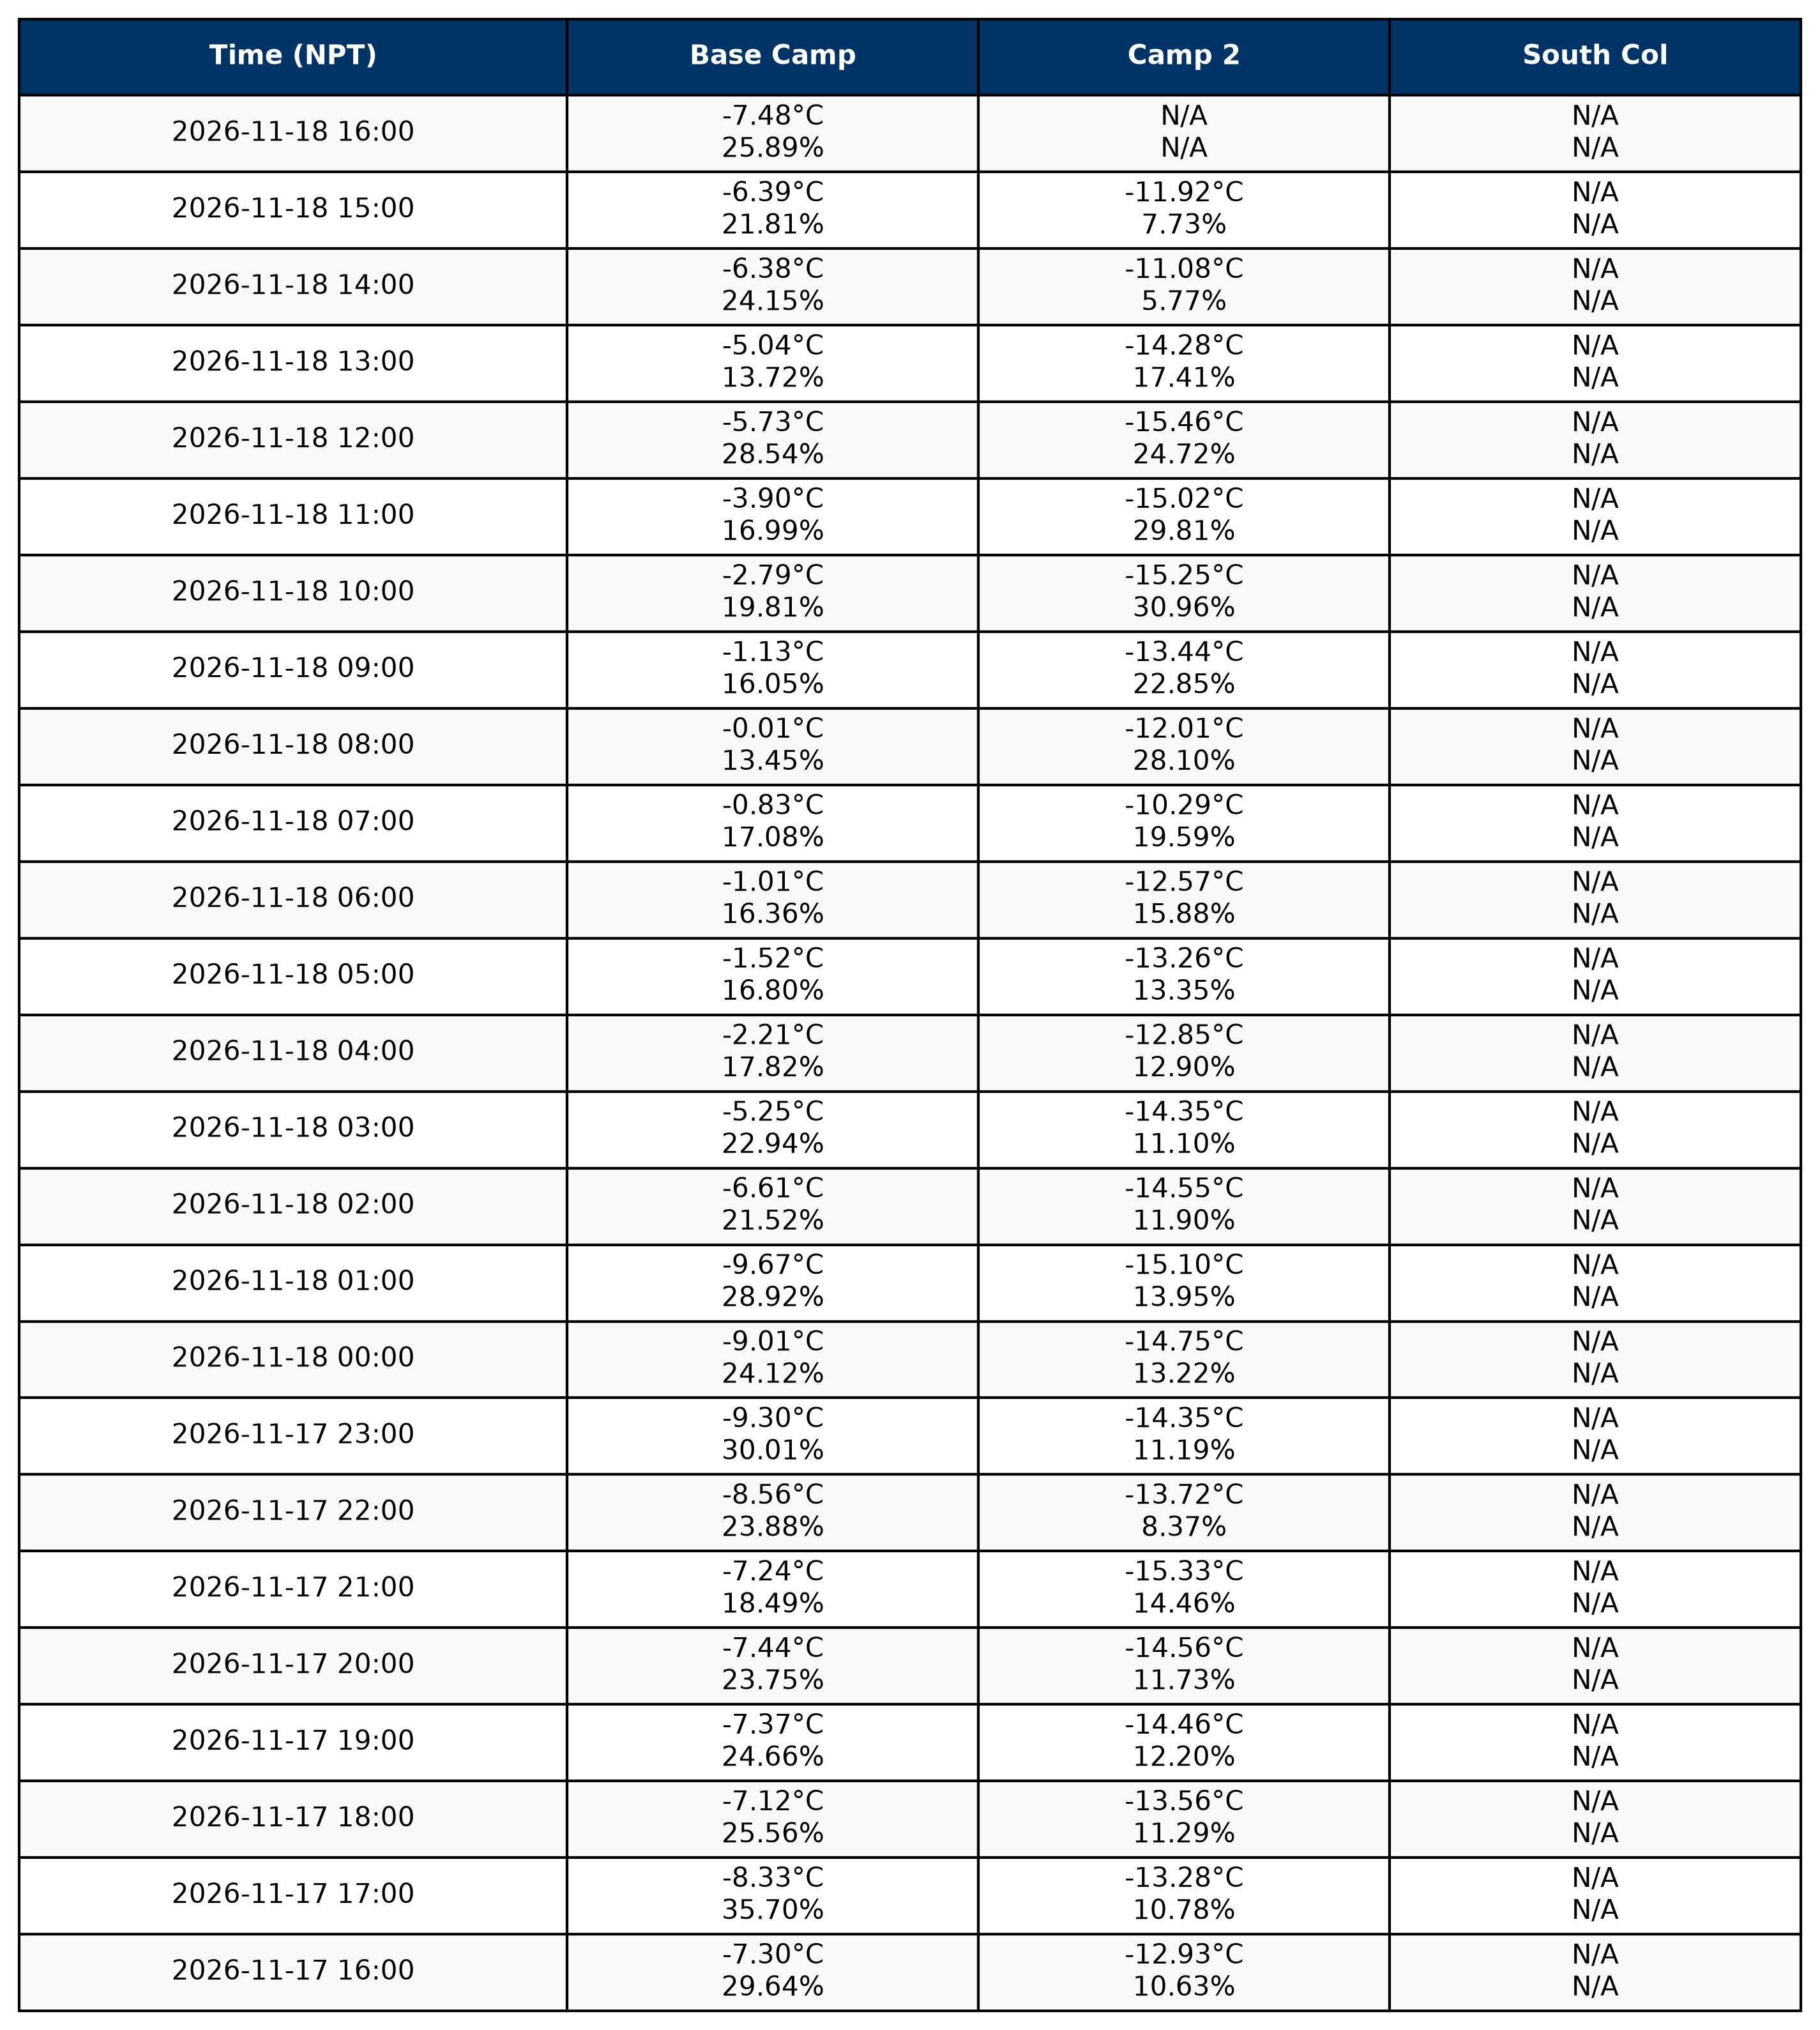 Time (NPT) Base Camp Camp 2 South Col
2026-11-18 16:00 -7.48°C N/A N/A
25.89% N/A N/A
2026-11-18 15:00 -6.39°C -11.92°C N/A
21.81% 7.73% N/A
2026-11-18 14:00 -6.38°C -11.08°C N/A
24.15% 5.77% N/A
2026-11-18 13:00 -5.04°C -14.28°C N/A
13.72% 17.41% N/A
2026-11-18 12:00 -5.73°C -15.46°C N/A
28.54% 24.72% N/A
2026-11-18 11:00 -3.90°C -15.02°C N/A
16.99% 29.81% N/A
2026-11-18 10:00 -2.79°C -15.25°C N/A
19.81% 30.96% N/A
2026-11-18 09:00 -1.13°C -13.44°C N/A
16.05% 22.85% N/A
2026-11-18 08:00 -0.01°C -12.01°C N/A
13.45% 28.10% N/A
2026-11-18 07:00 -0.83°C -10.29°C N/A
17.08% 19.59% N/A
2026-11-18 06:00 -1.01°C -12.57°C N/A
16.36% 15.88% N/A
2026-11-18 05:00 -1.52°C -13.26°C N/A
16.80% 13.35% N/A
2026-11-18 04:00 -2.21°C -12.85°C N/A
17.82% 12.90% N/A
2026-11-18 03:00 -5.25°C -14.35°C N/A
22.94% 11.10% N/A
2026-11-18 02:00 -6.61°C -14.55°C N/A
21.52% 11.90% N/A
2026-11-18 01:00 -9.67°C -15.10°C N/A
28.92% 13.95% N/A
2026-11-18 00:00 -9.01°C -14.75°C N/A
24.12% 13.22% N/A
2026-11-17 23:00 -9.30°C -14.35°C N/A
30.01% 11.19% N/A
2026-11-17 22:00 -8.56°C -13.72°C N/A
23.88% 8.37% N/A
2026-11-17 21:00 -7.24°C -15.33°C N/A
18.49% 14.46% N/A
2026-11-17 20:00 -7.44°C -14.56°C N/A
23.75% 11.73% N/A
2026-11-17 19:00 -7.37°C -14.46°C N/A
24.66% 12.20% N/A
2026-11-17 18:00 -7.12°C -13.56°C N/A
25.56% 11.29% N/A
2026-11-17 17:00 -8.33°C -13.28°C N/A
35.70% 10.78% N/A
2026-11-17 16:00 -7.30°C -12.93°C N/A
29.64% 10.63% N/A